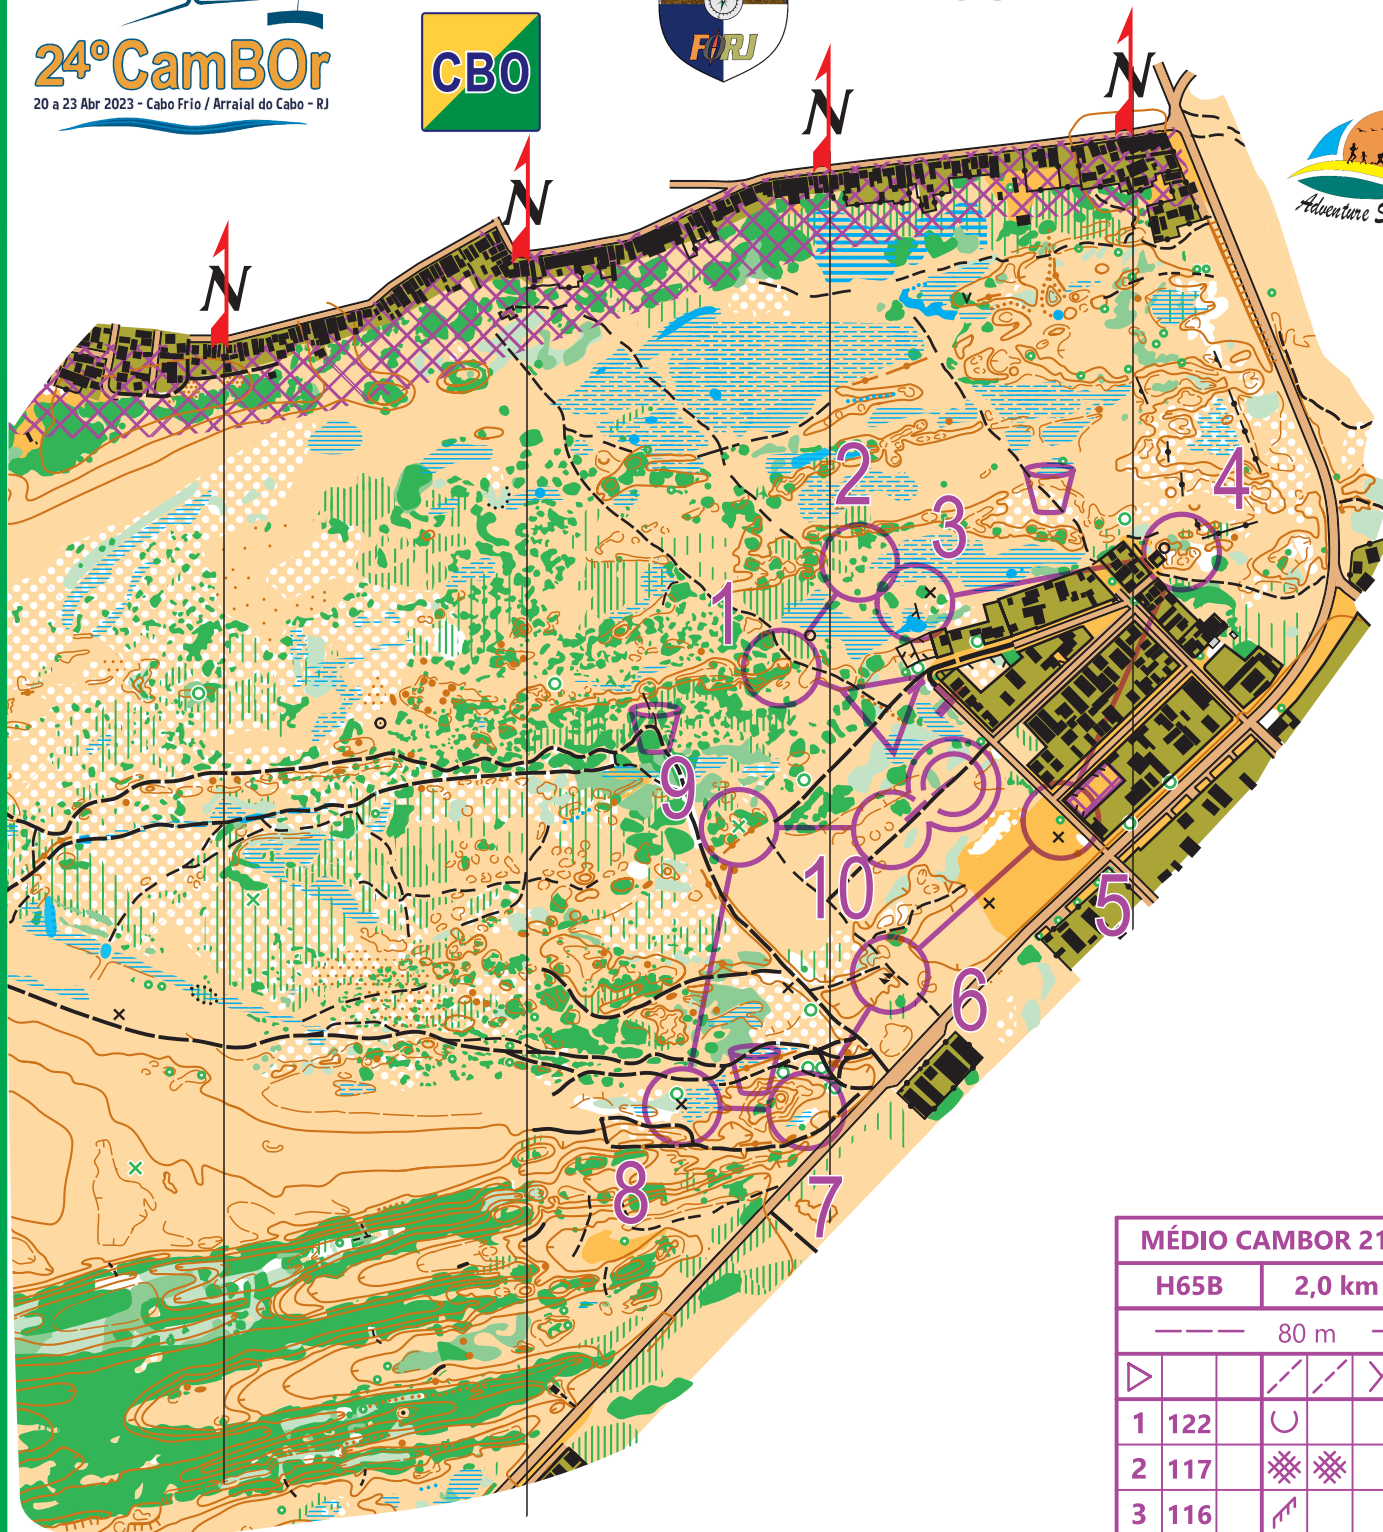 24ºCamBOr
20 a 23 Abr 2023 - Cabo Frio / Arraial do Cabo - RJ
CBO
FORJ
Adventure S
N
N
N
N
1
2
3
4
5
6
7
8
9
10
MÉDIO CAMBOR 21
H65B 2,0 km
80 m
1 122
2 117
3 116